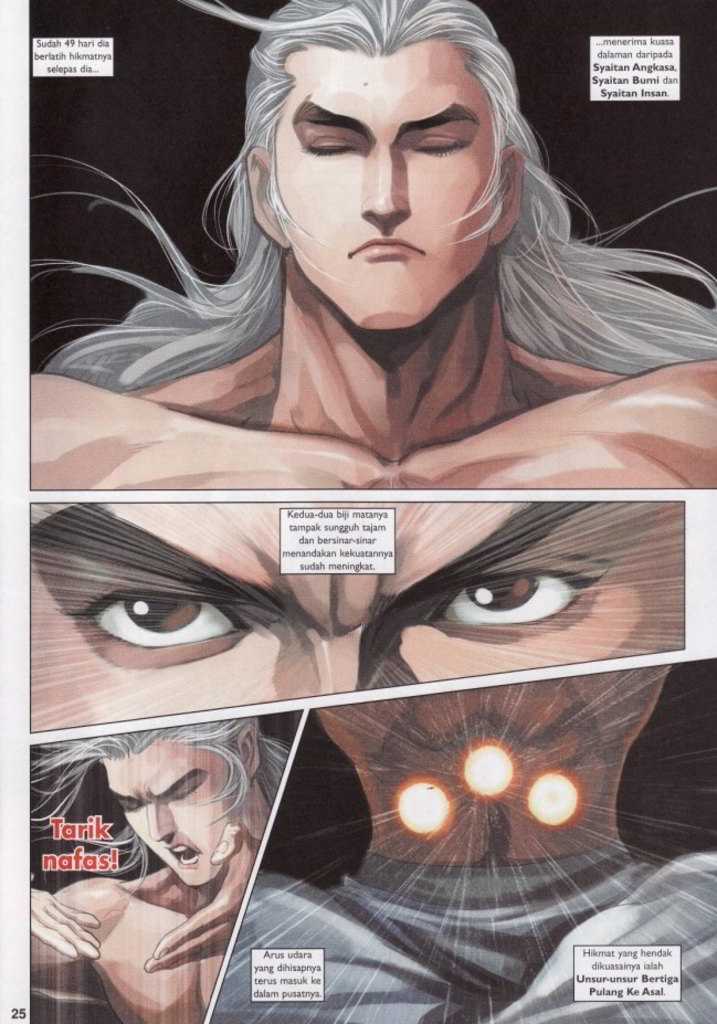 Sudah 49 hari dia
berlatih hikmatnya
selepas dia...
...menerima kuasa
dalaman daripada
Syaitan Angkasa,
Syaitan Bumi dan
Syaitan Insan.
Kedua-dua biji matanya
tampak sungguh tajam
dan bersinar-sinar
menandakan kekuatannya
sudah meningkat.
Tarik
nafas!
Arus udara
yang dihisapnya
terus masuk ke
dalam pusatnya.
Hikmat yang hendak
dikuasainya ialah
Unsur-unsur Bertiga
Pulang Ke Asal.
25